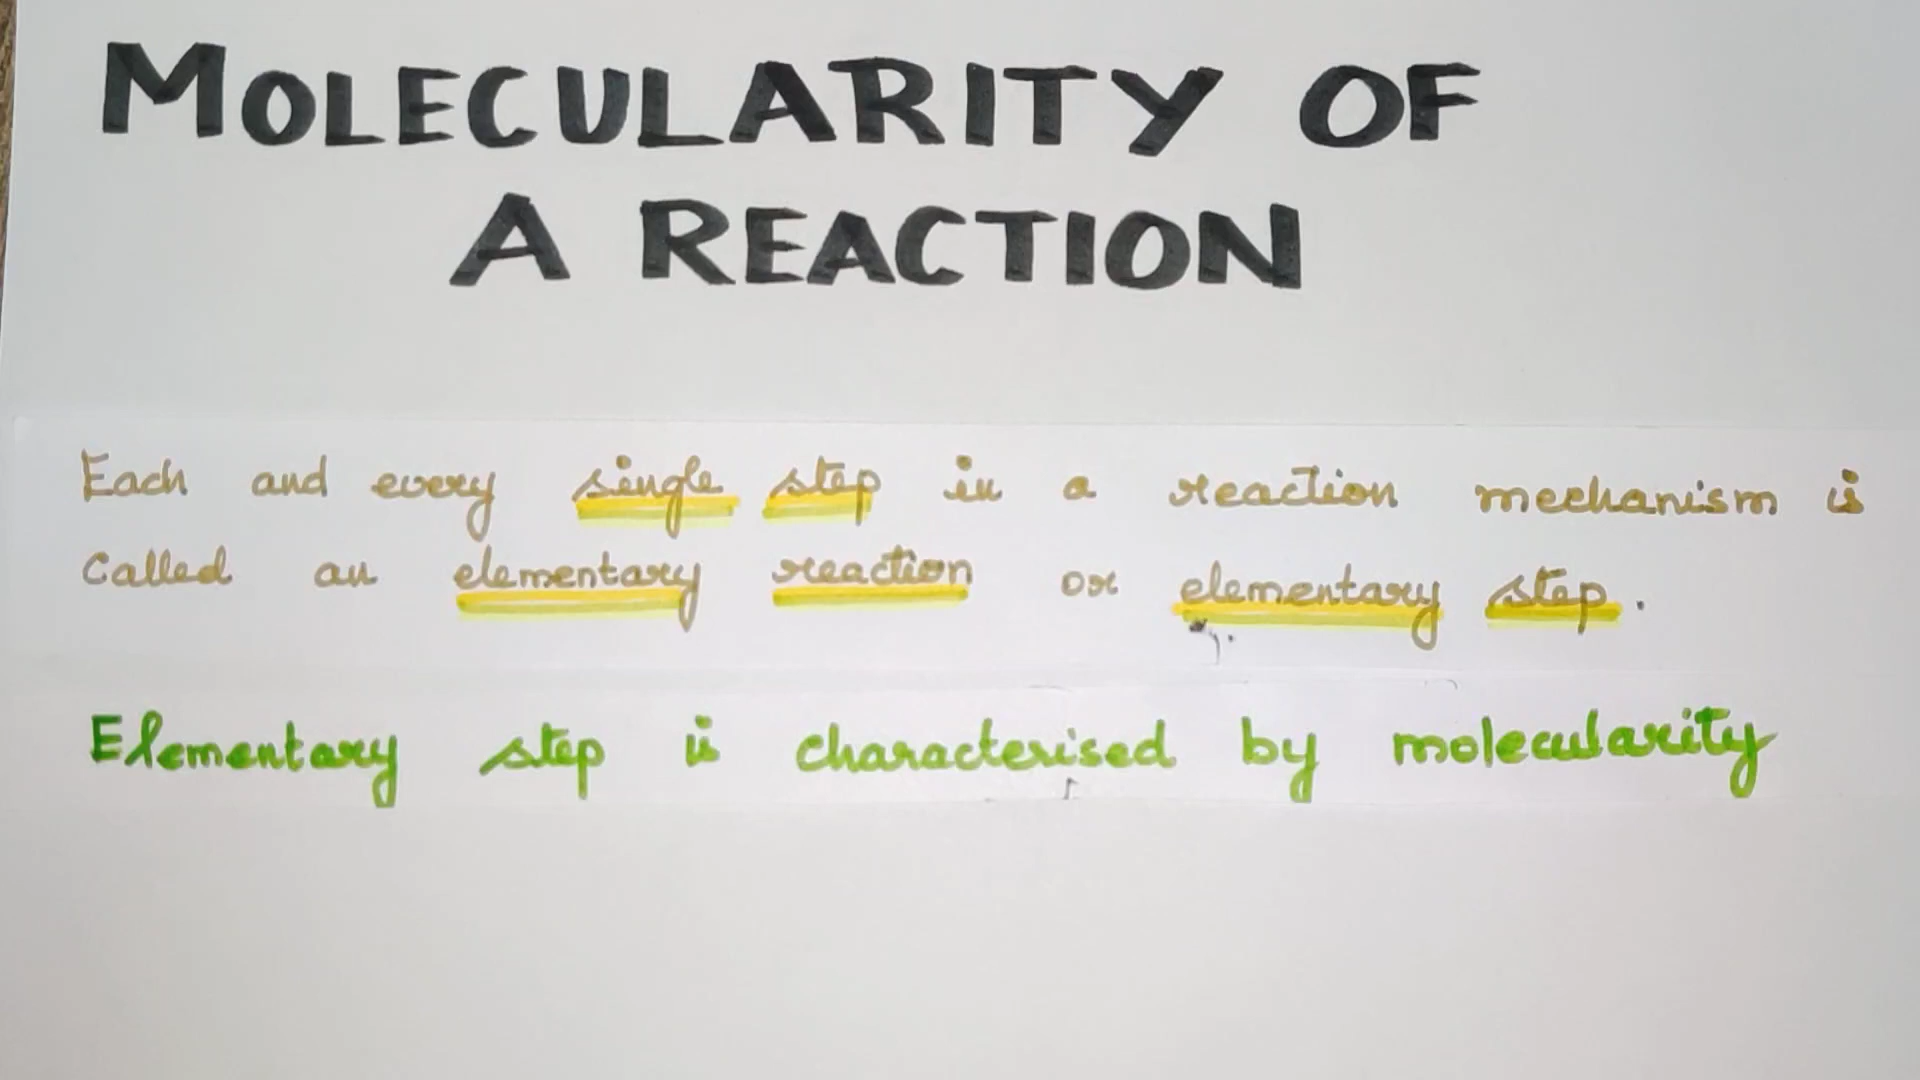 MOLECULARITY OF
A REACTION
Each and every single step in a reaction mechanism is
called an elementary reaction or elementary step.
Elementary step is characterised by molecularity